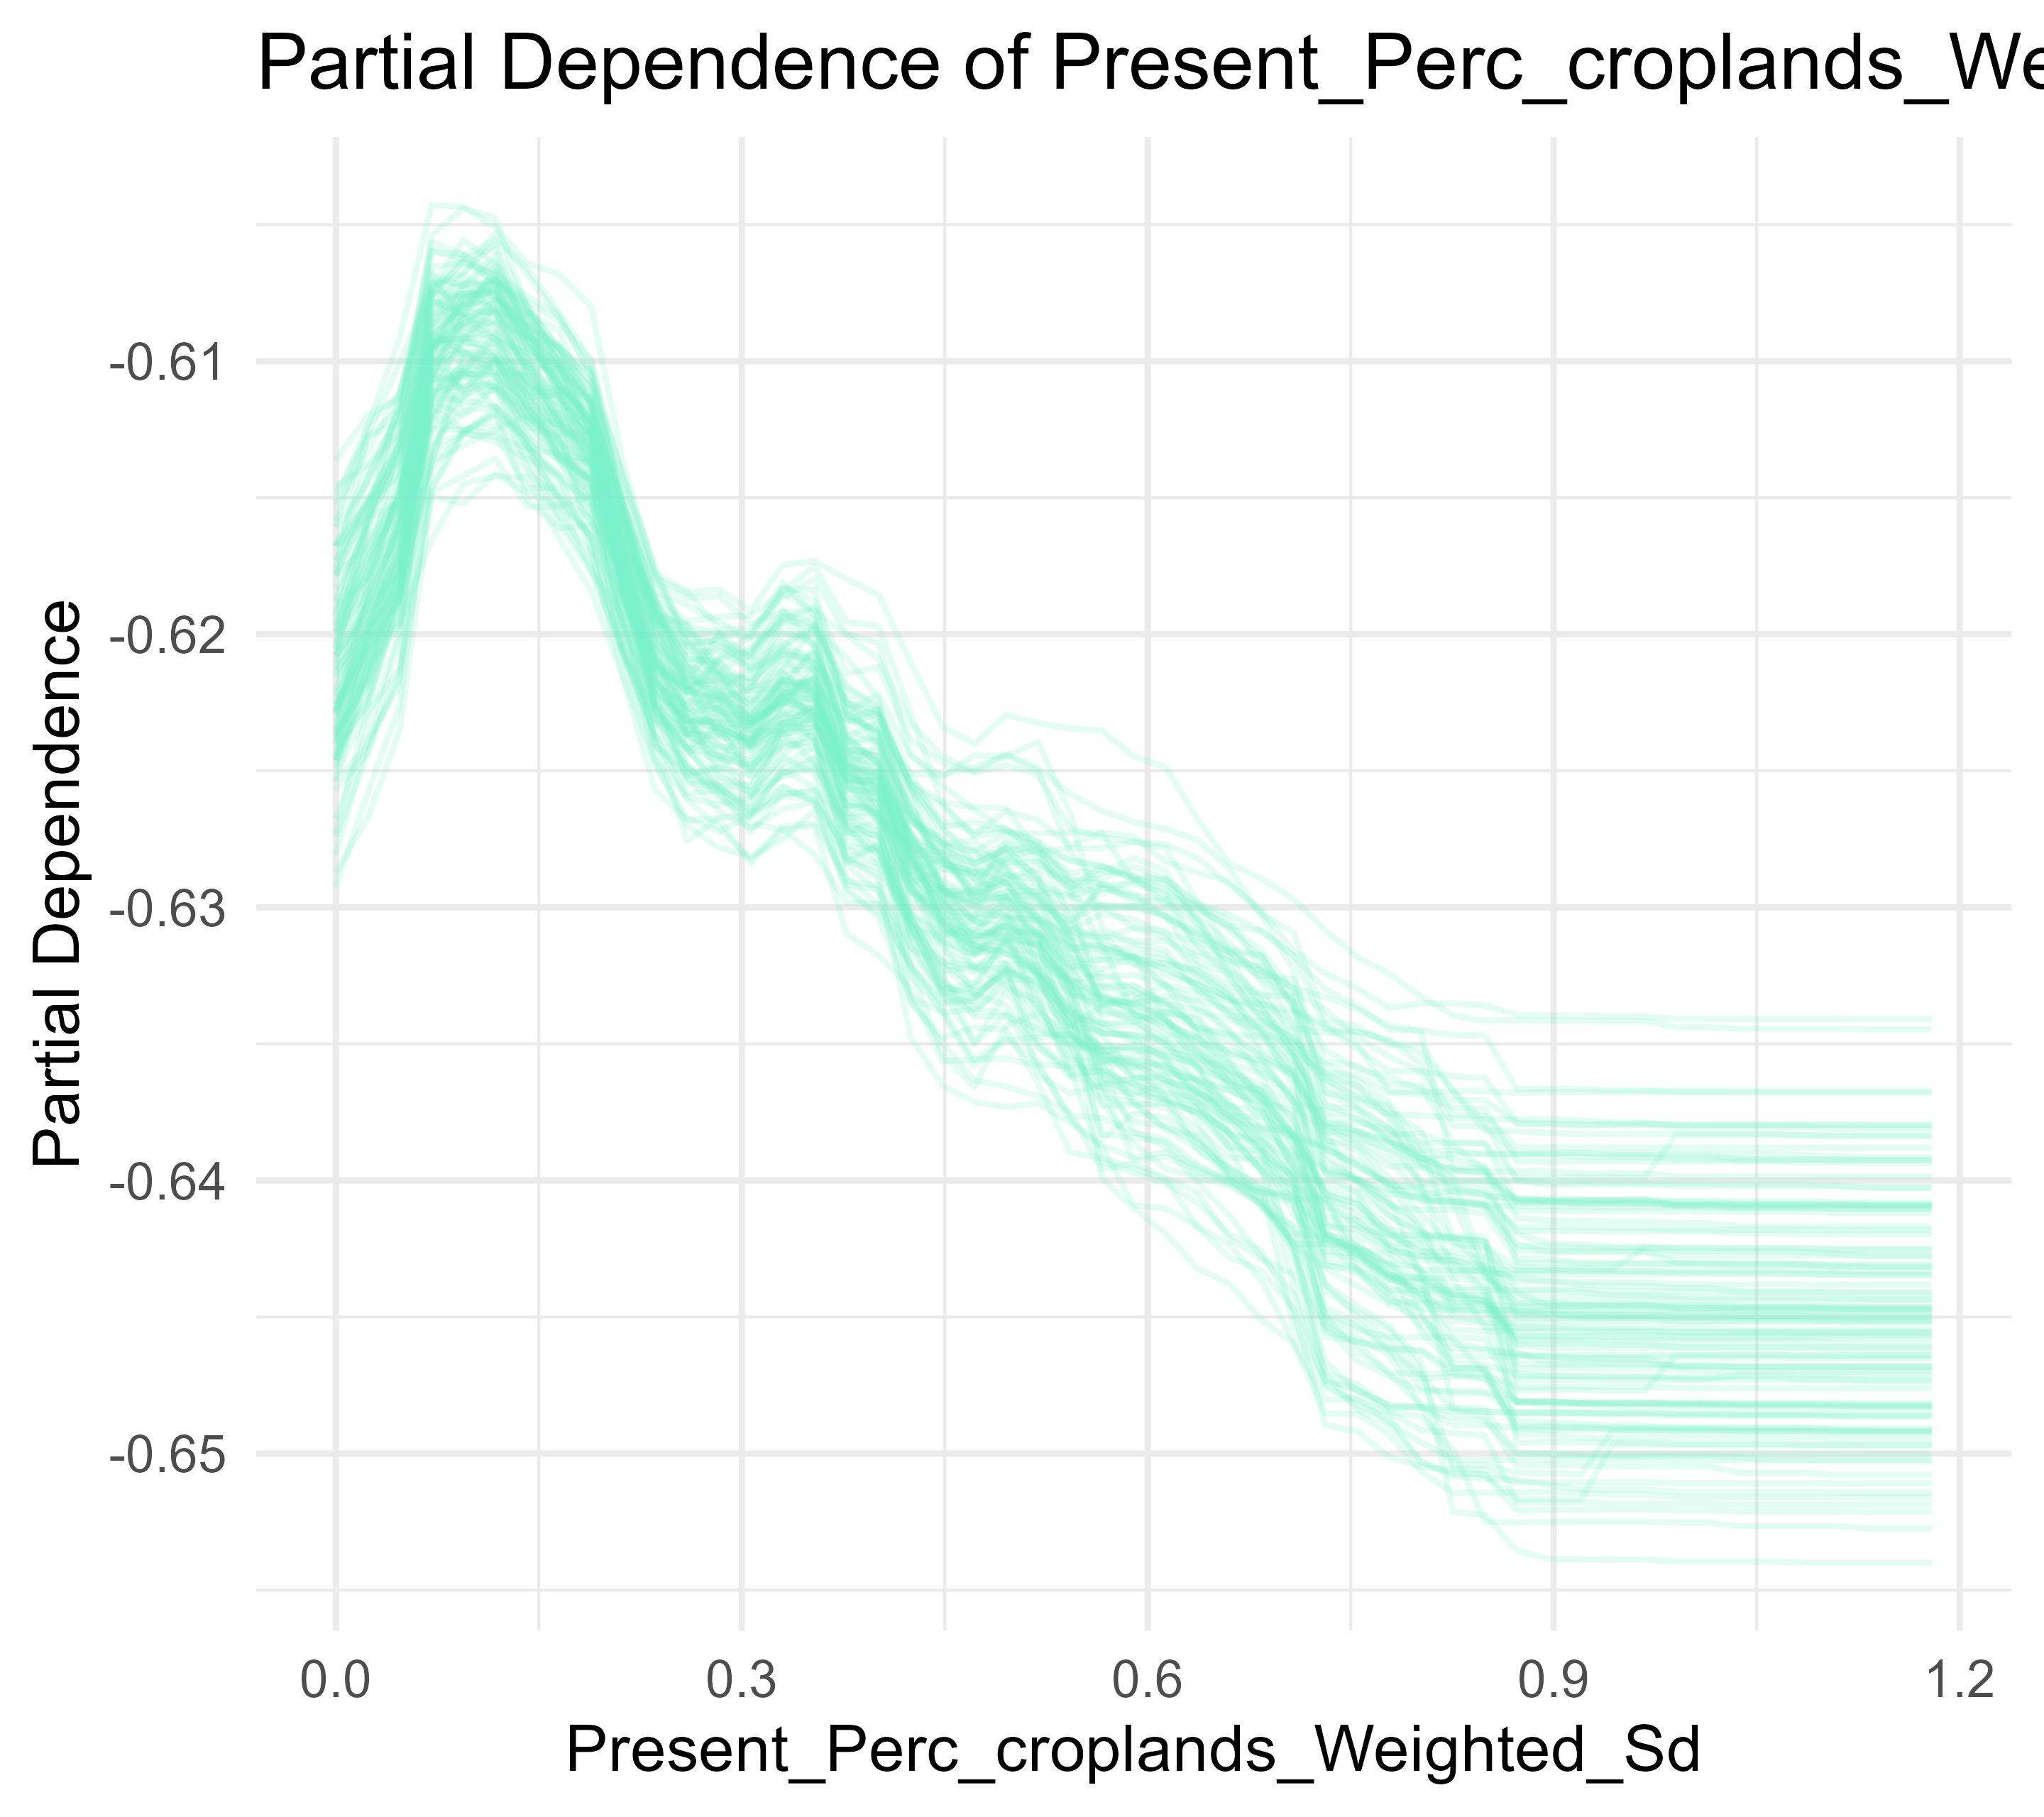 Partial Dependence of Present_Perc_croplands_We
-0.61
-0.62
-0.63
-0.64
-0.65
Partial Dependence
0.0 0.3 0.6 0.9 1.2
Present_Perc_croplands_Weighted_Sd